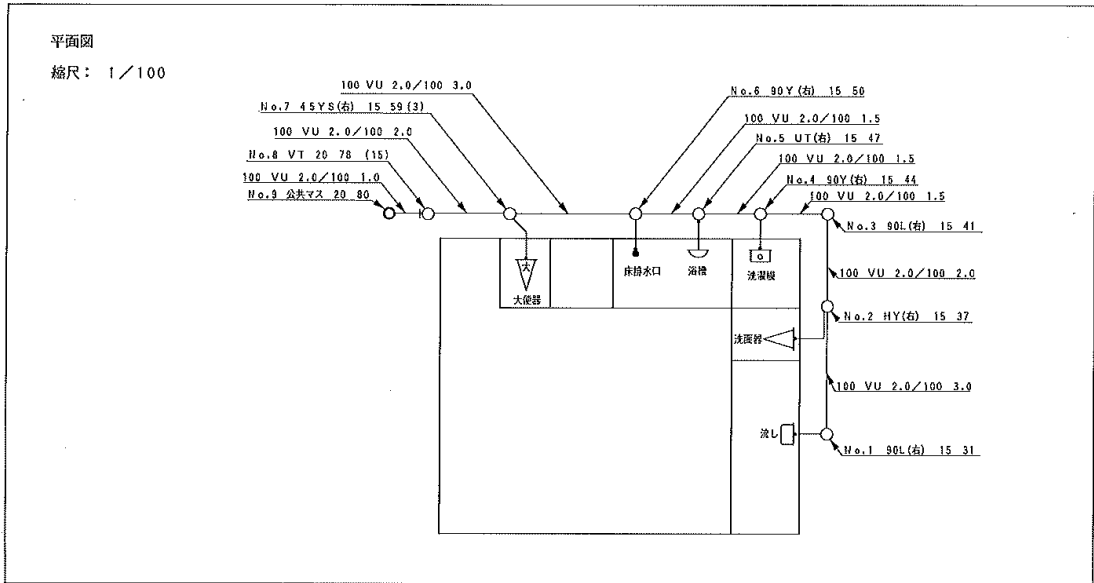 平面図
縮尺： 1／100
100 VU 2.0／100 3.0
No.7 45YS(右) 15 59(3)
100 VU 2.0／100 2.0
No.8 VT 20 78 (15)
100 VU 2.0／100 1.0
No.9 公共マス 20 80
No.6 90Y(右) 15 50
100 VU 2.0／100 1.5
No.5 UT(右) 15 47
100 VU 2.0／100 1.5
No.4 90Y(右) 15 44
100 VU 2.0／100 1.5
No.3 90L(右) 15 41
大
大便器
床排水口
浴槽
洗濯機
100 VU 2.0／100 2.0
No.2 HY(右) 15 37
洗面器
100 VU 2.0／100 3.0
流し
No.1 90L(右) 15 31